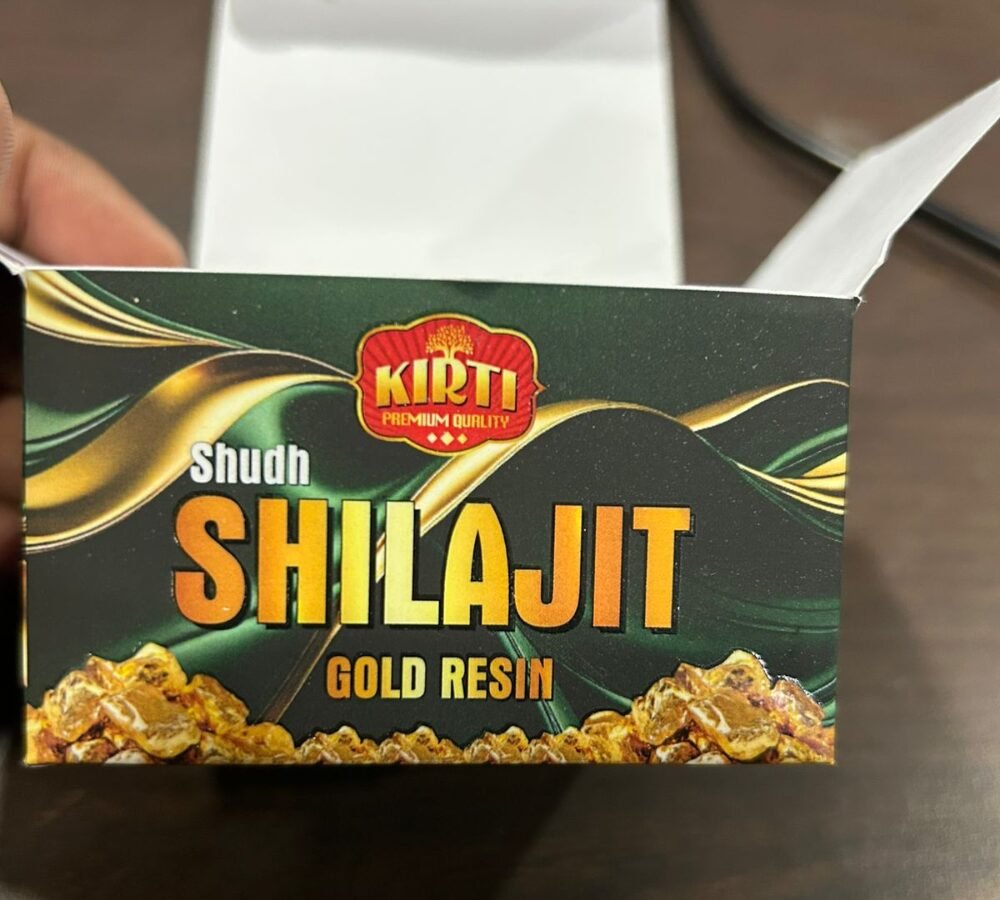 KIRTI
PREMIUM QUALITY
Shudh
SHILAJIT
GOLD RESIN